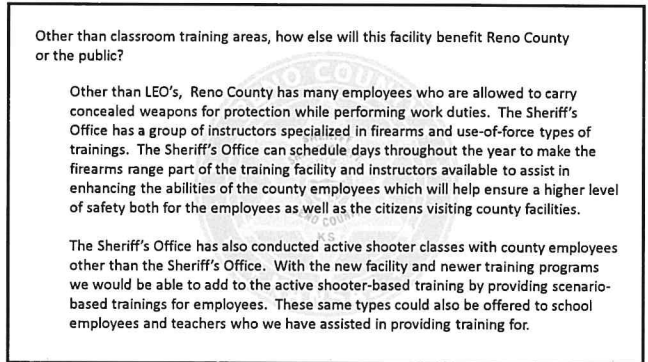 Other than classroom training areas, how else will this facility benefit Reno County
or the public?
Other than LEO's, Reno County has many employees who are allowed to carry
concealed weapons for protection while performing work duties. The Sheriff's
Office has a group of instructors specialized in firearms and use-of-force types of
trainings. The Sheriff's Office can schedule days throughout the year to make the
firearms range part of the training facility and instructors available to assist in
enhancing the abilities of the county employees which will help ensure a higher level
of safety both for the employees as well as the citizens visiting county facilities.
The Sheriff's Office has also conducted active shooter classes with county employees
other than the Sheriff's Office. With the new facility and newer training programs
we would be able to add to the active shooter-based training by providing scenario-
based trainings for employees. These same types could also be offered to school
employees and teachers who we have assisted in providing training for.
RENO COUNTY
SHERIFF
RENO COUNTY
KS